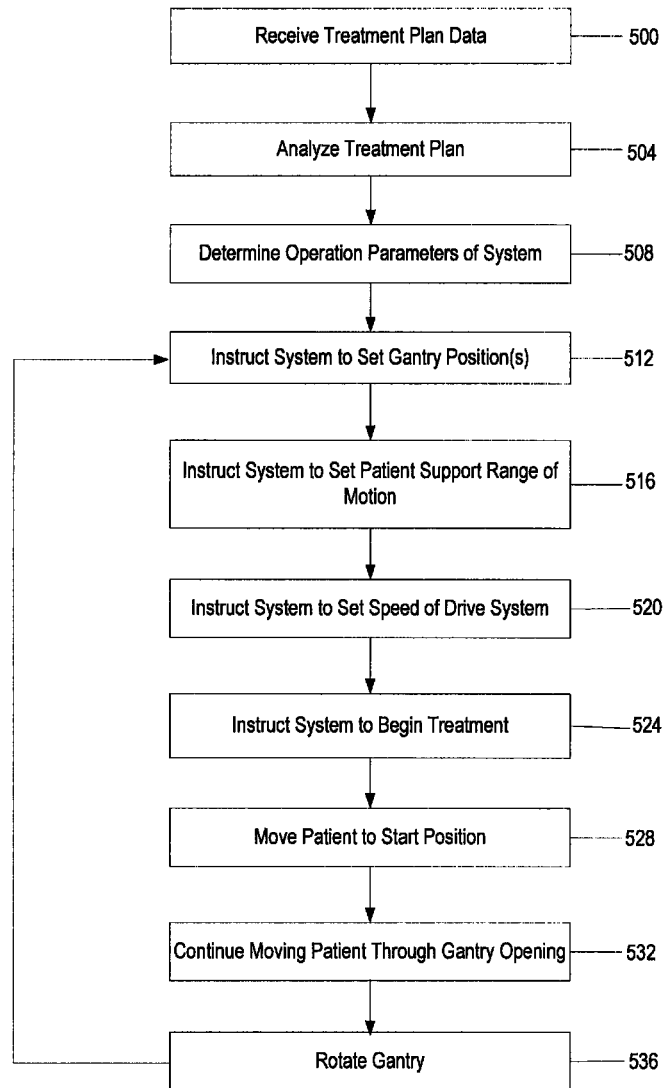 Receive Treatment Plan Data 500
Analyze Treatment Plan 504
Determine Operation Parameters of System 508
Instruct System to Set Gantry Position(s) 512
Instruct System to Set Patient Support Range of
Motion 516
Instruct System to Set Speed of Drive System 520
Instruct System to Begin Treatment 524
Move Patient to Start Position 528
Continue Moving Patient Through Gantry Opening 532
Rotate Gantry 536